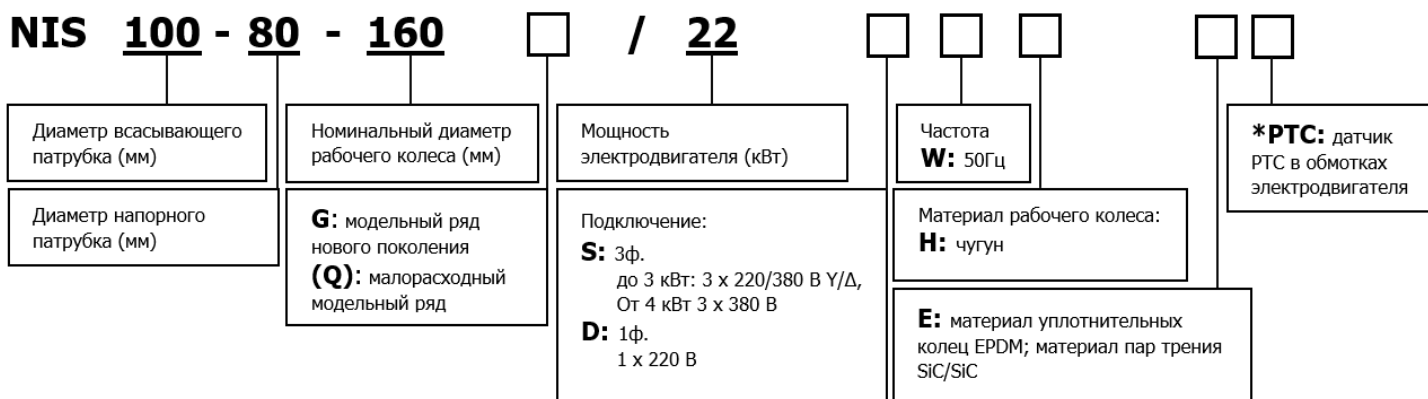 NIS 100 - 80 - 160 / 22
Диаметр всасывающего
патрубка (мм)
Номинальный диаметр
рабочего колеса (мм)
Мощность
электродвигателя (кВт)
Частота
W: 50Гц
*PTC: датчик
PTC в обмотках
электродвигателя
Диаметр напорного
патрубка (мм)
G: модельный ряд
нового поколения
(Q): малорасходный
модельный ряд
Подключение:
S: 3ф.
до 3 кВт: 3 x 220/380 В Y/Δ,
От 4 кВт 3 x 380 В
D: 1ф.
1 x 220 В
Материал рабочего колеса:
H: чугун
E: материал уплотнительных
колец EPDM; материал пар трения
SiC/SiC